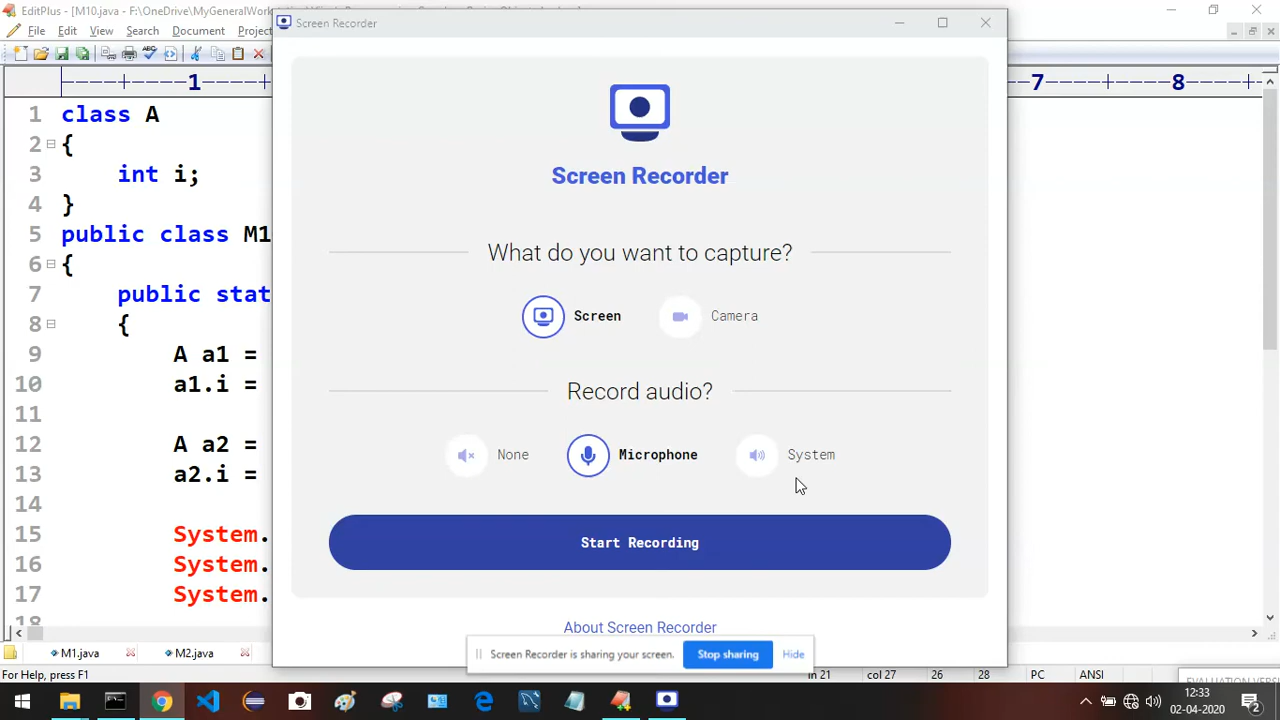 EditPlus - [M10.java - F:\OneDrive\MyGeneralWork
File Edit View Search Document Project
Screen Recorder
1
7
8
1 class A
2 {
3 int i;
4 }
5 public class M1
6 {
7 public stat
8 {
9 A a1 =
10 a1.i =
11
12 A a2 =
13 a2.i =
14
15 System.
16 System.
17 System.
18
Screen Recorder
What do you want to capture?
Screen Camera
Record audio?
None Microphone System
Start Recording
About Screen Recorder
Screen Recorder is sharing your screen. Stop sharing Hide
M1.java M2.java
For Help, press F1
ln 21 col 27 26 28 PC ANSI
12:33
02-04-2020
2